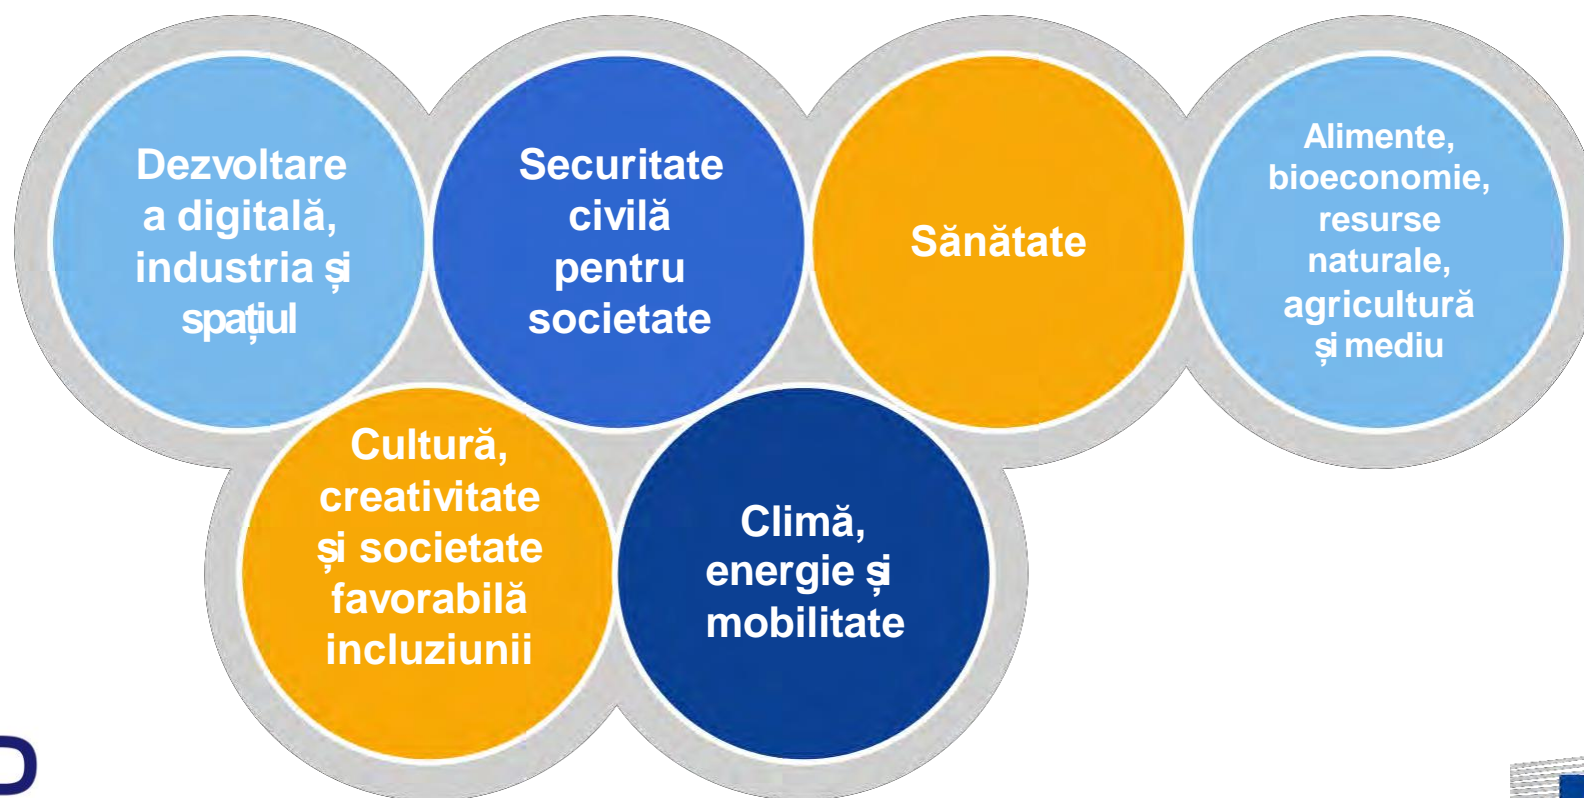 Dezvoltare
a digitală,
industria și
spațiul
Securitate
civilă
pentru
societate
Sănătate
Alimente,
bioeconomie,
resurse
naturale,
agricultură
și mediu
Cultură,
creativitate
și societate
favorabilă
incluziunii
Climă,
energie și
mobilitate